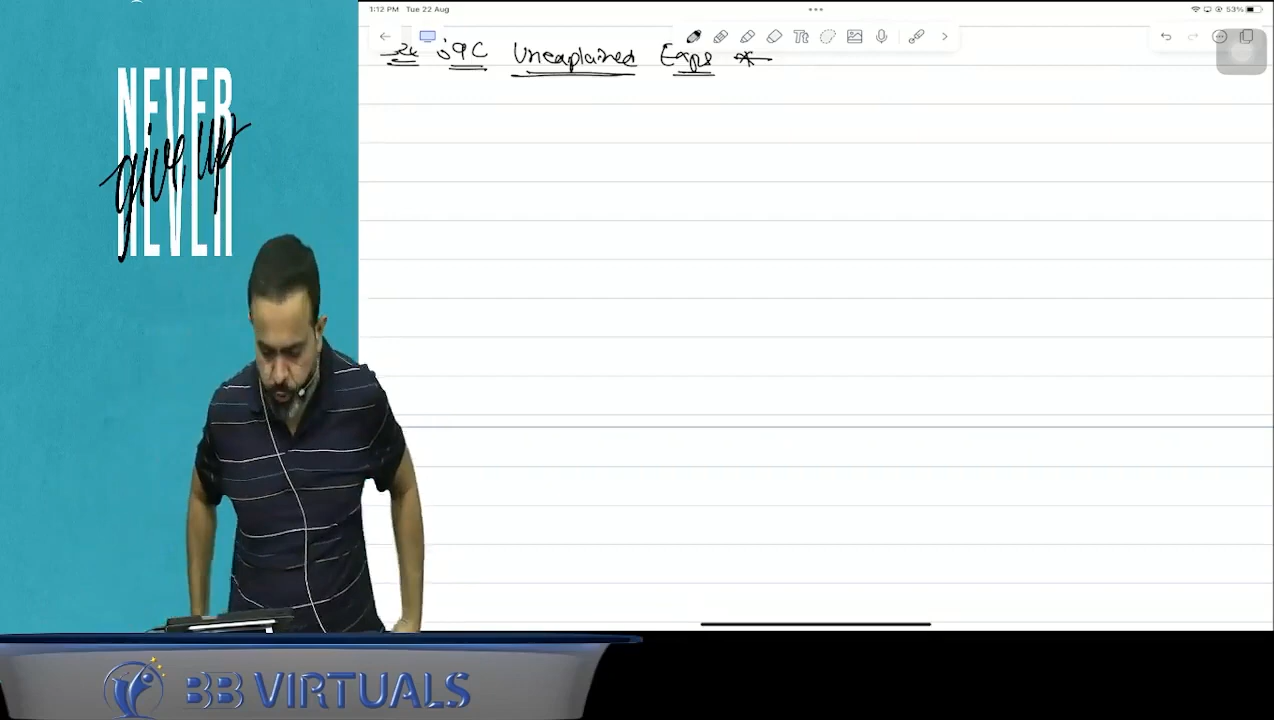 1:12 PM Tue 22 Aug
53%
69C Unexplained Exps *
NEVER
give up
NEVER
BB VIRTUALS